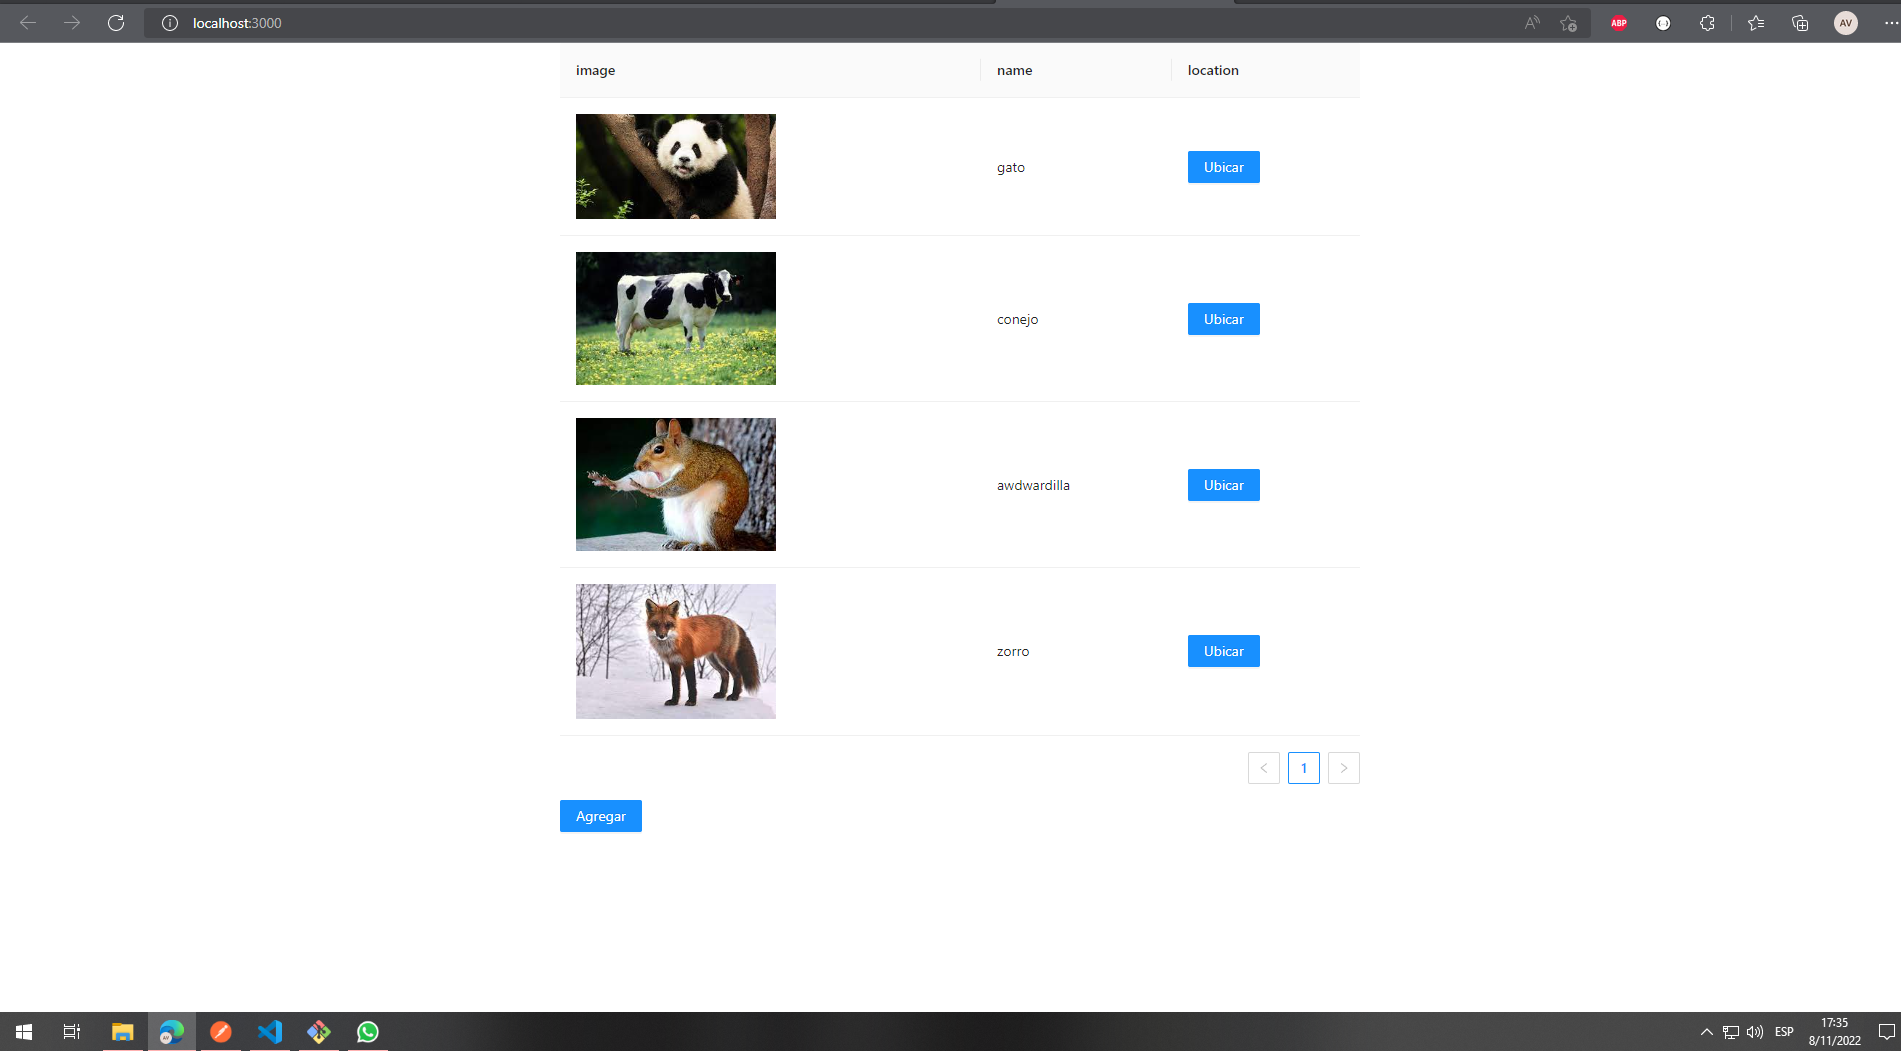 localhost:3000
ABP
AV
image name location
gato Ubicar
conejo Ubicar
awdwardilla Ubicar
zorro Ubicar
1
Agregar
AV
ESP
17:35
8/11/2022